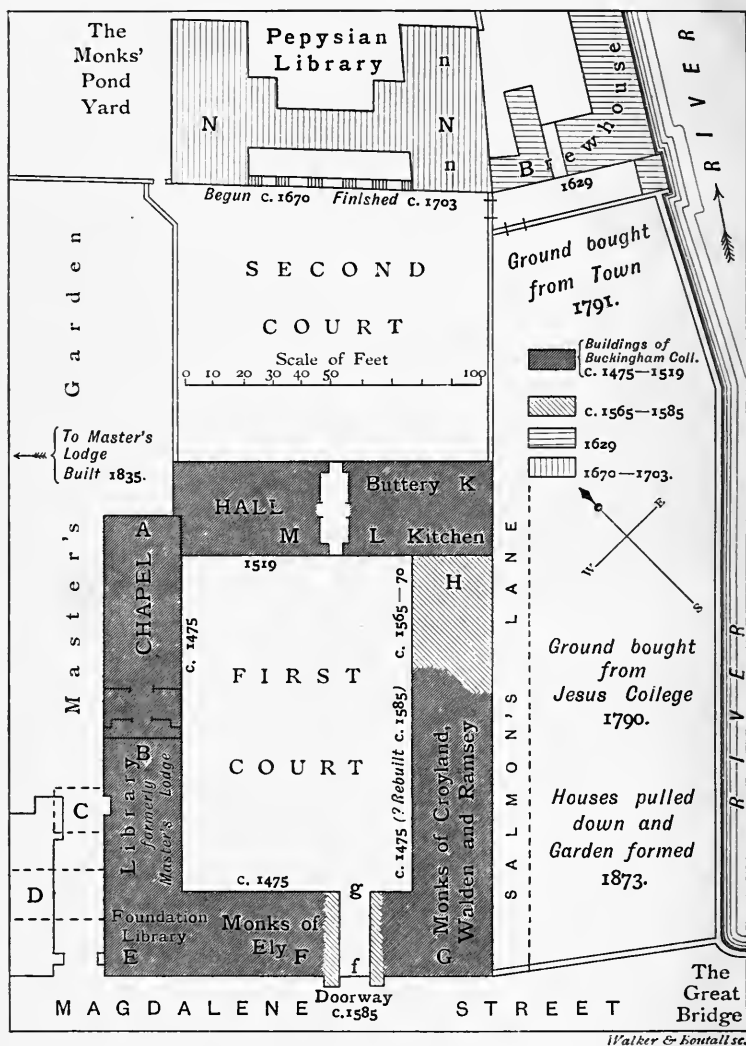 The
Monks'
Pond
Yard
Pepysian
Library
N
n
N
n
Brewhouse
1629
RIVER
Begun c. 1670
Finished c. 1703
Garden
SECOND
COURT
Scale of Feet
0 10 20 30 40 50 100
Ground bought
from Town
1791.
Buildings of
Buckingham Coll.
c. 1475—1519
c. 1565—1585
1629
1670—1703.
To Master's
Lodge
Built 1835.
HALL
M
Buttery K
L Kitchen
1519
A
CHAPEL
c. 1475
FIRST
COURT
c. 1565—70
H
c. 1475 (? Rebuilt c. 1585)
SALMON'S LANE
E
W
S
Master's
B
Library
formerly
Master's Lodge
C
D
Foundation
Library
E
c. 1475
Monks of
Ely F
g
f
G Monks of Croyland,
Walden and Ramsey
Ground bought
from
Jesus College
1790.
Houses pulled
down and
Garden formed
1873.
RIVER
Doorway
c. 1585
MAGDALENE STREET
The
Great
Bridge
Walker & Boutall sc.